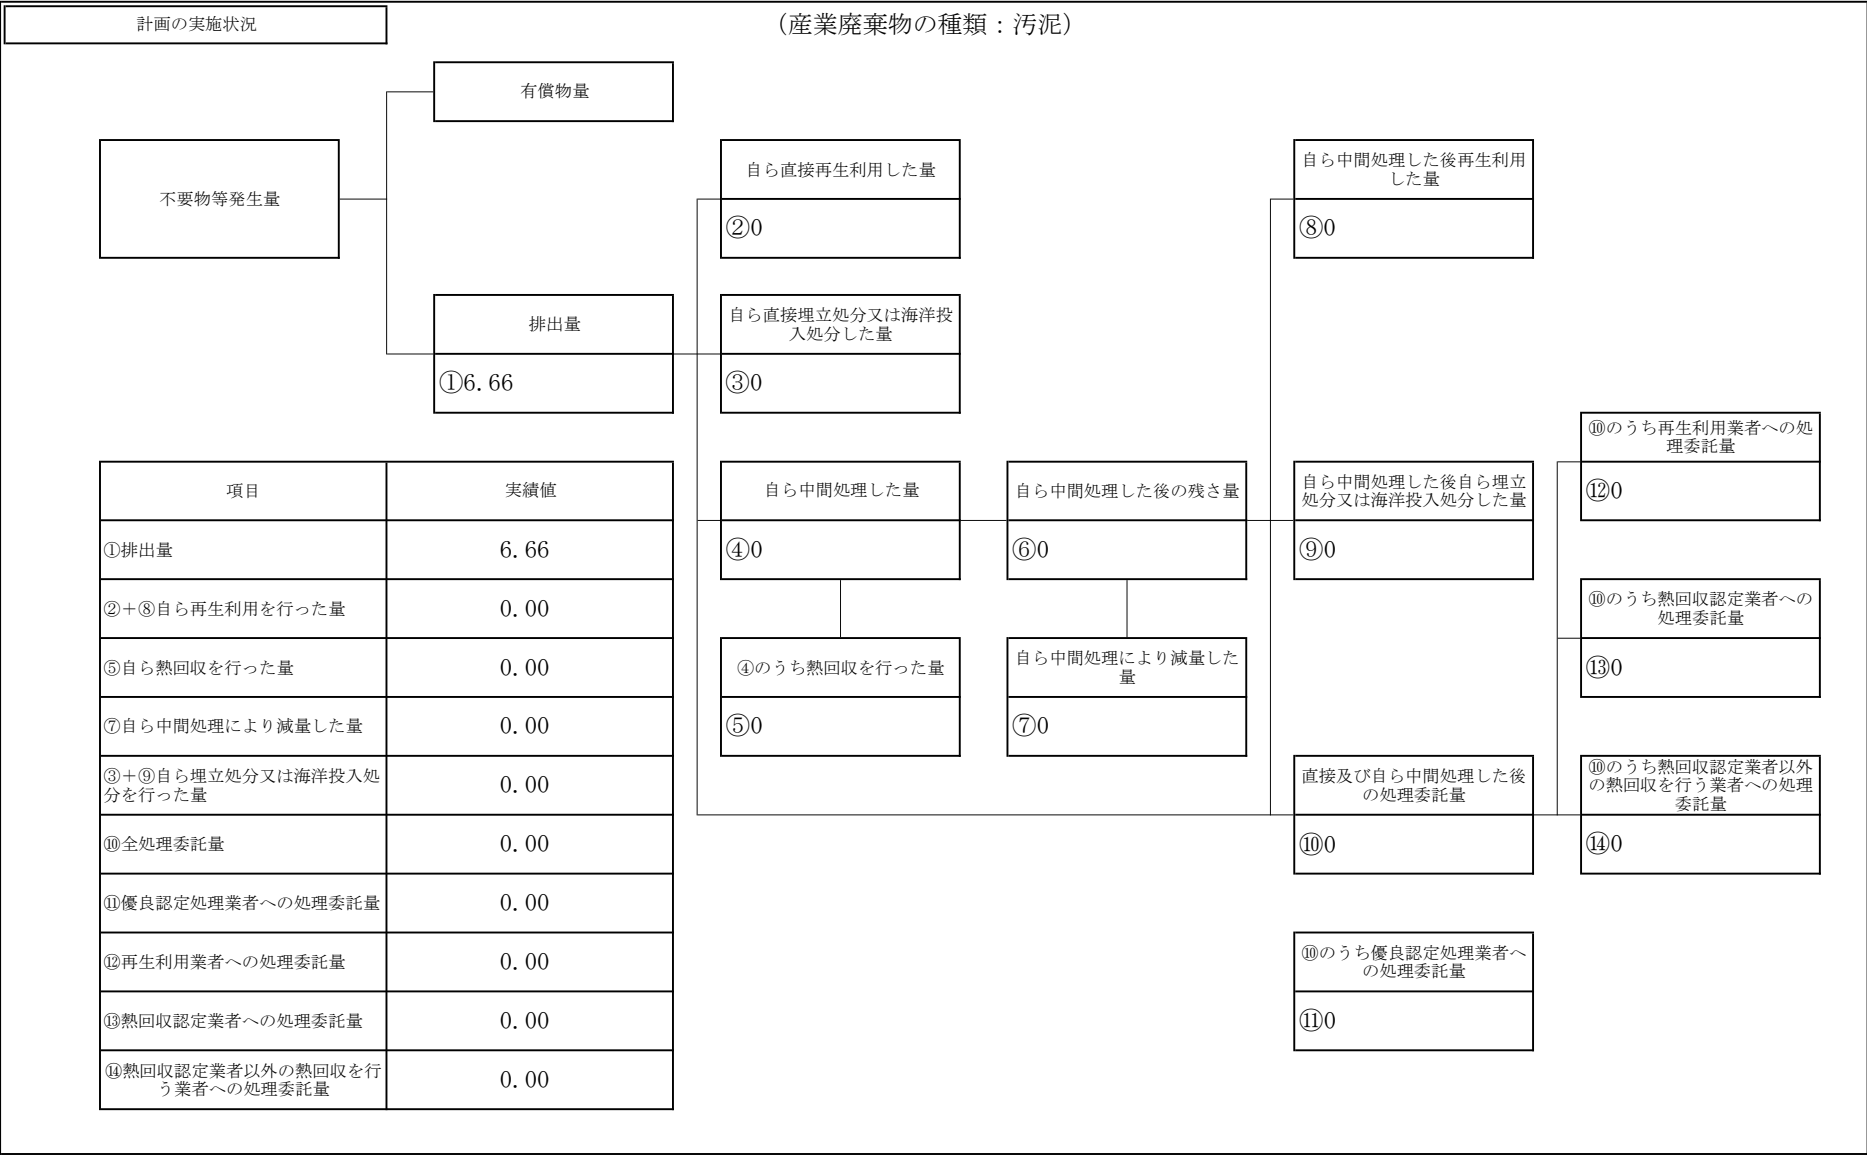 計画の実施状況
(産業廃棄物の種類：汚泥)
有償物量
不要物等発生量
自ら直接再生利用した量
②0
自ら中間処理した後再生利用
した量
⑧0
排出量
①6.66
自ら直接埋立処分又は海洋投
入処分した量
③0
⑩のうち再生利用業者への処
理委託量
⑫0
自ら中間処理した量
④0
自ら中間処理した後の残さ量
⑥0
自ら中間処理した後自ら埋立
処分又は海洋投入処分した量
⑨0
⑩のうち熱回収認定業者への
処理委託量
⑬0
④のうち熱回収を行った量
⑤0
自ら中間処理により減量した
量
⑦0
直接及び自ら中間処理した後
の処理委託量
⑩0
⑩のうち熱回収認定業者以外
の熱回収を行う業者への処理
委託量
⑭0
⑩のうち優良認定処理業者へ
の処理委託量
⑪0
項目 実績値
①排出量 6.66
②＋⑧自ら再生利用を行った量 0.00
⑤自ら熱回収を行った量 0.00
⑦自ら中間処理により減量した量 0.00
③＋⑨自ら埋立処分又は海洋投入処
分を行った量 0.00
⑩全処理委託量 0.00
⑪優良認定処理業者への処理委託量 0.00
⑫再生利用業者への処理委託量 0.00
⑬熱回収認定業者への処理委託量 0.00
⑭熱回収認定業者以外の熱回収を行
う業者への処理委託量 0.00